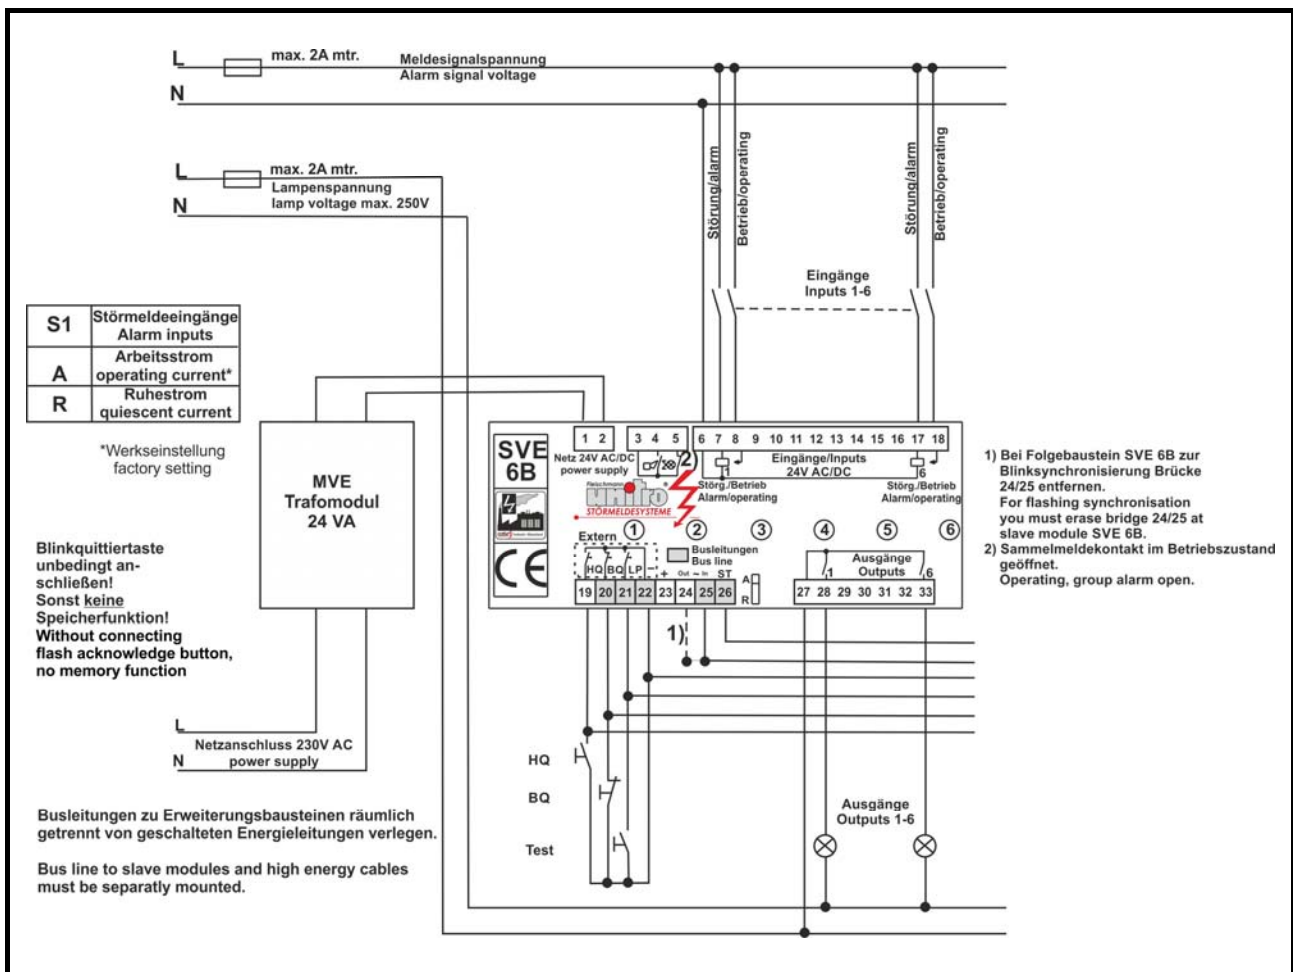 L
max. 2A mtr.
Meldesignalspannung
Alarm signal voltage
N
L
max. 2A mtr.
Lampenspannung
lamp voltage max. 250V
N
Störung/alarm
Betrieb/operating
Störung/alarm
Betrieb/operating
Eingänge
Inputs 1-6
S1 Störmeldeeingänge
Alarm inputs
A Arbeitsstrom
operating current*
R Ruhestrom
quiescent current
*Werkseinstellung
factory setting
MVE
Trafomodul
24 VA
Blinkquittiertaste
unbedingt an-
schließen!
Sonst keine
Speicherfunktion!
Without connecting
flash acknowledge button,
no memory function
L
Netzanschluss 230V AC
power supply
N
Busleitungen zu Erweiterungsbausteinen räumlich
getrennt von geschalteten Energieleitungen verlegen.
Bus line to slave modules and high energy cables
must be separatly mounted.
SVE
6B
CE
1 2
3 4 5
6 7 8 9 10 11 12 13 14 15 16 17 18
Netz 24V AC/DC
power supply
2)
1
Eingänge/Inputs
24V AC/DC
6
Störg./Betrieb
Alarm/operating
Störg./Betrieb
Alarm/operating
Fleischmann
unitro®
STÖRMELDESYSTEME
1 2 3 4 5 6
Extern
HQ BQ LP − + Out ~ In ST
Busleitungen
Bus line
A
R
1
Ausgänge
Outputs
6
19 20 21 22 23 24 25 26
27 28 29 30 31 32 33
1)
HQ
BQ
Test
Ausgänge
Outputs 1-6
1) Bei Folgebaustein SVE 6B zur
Blinksynchronisierung Brücke
24/25 entfernen.
For flashing synchronisation
you must erase bridge 24/25 at
slave module SVE 6B.
2) Sammelmeldekontakt im Betriebszustand
geöffnet.
Operating, group alarm open.